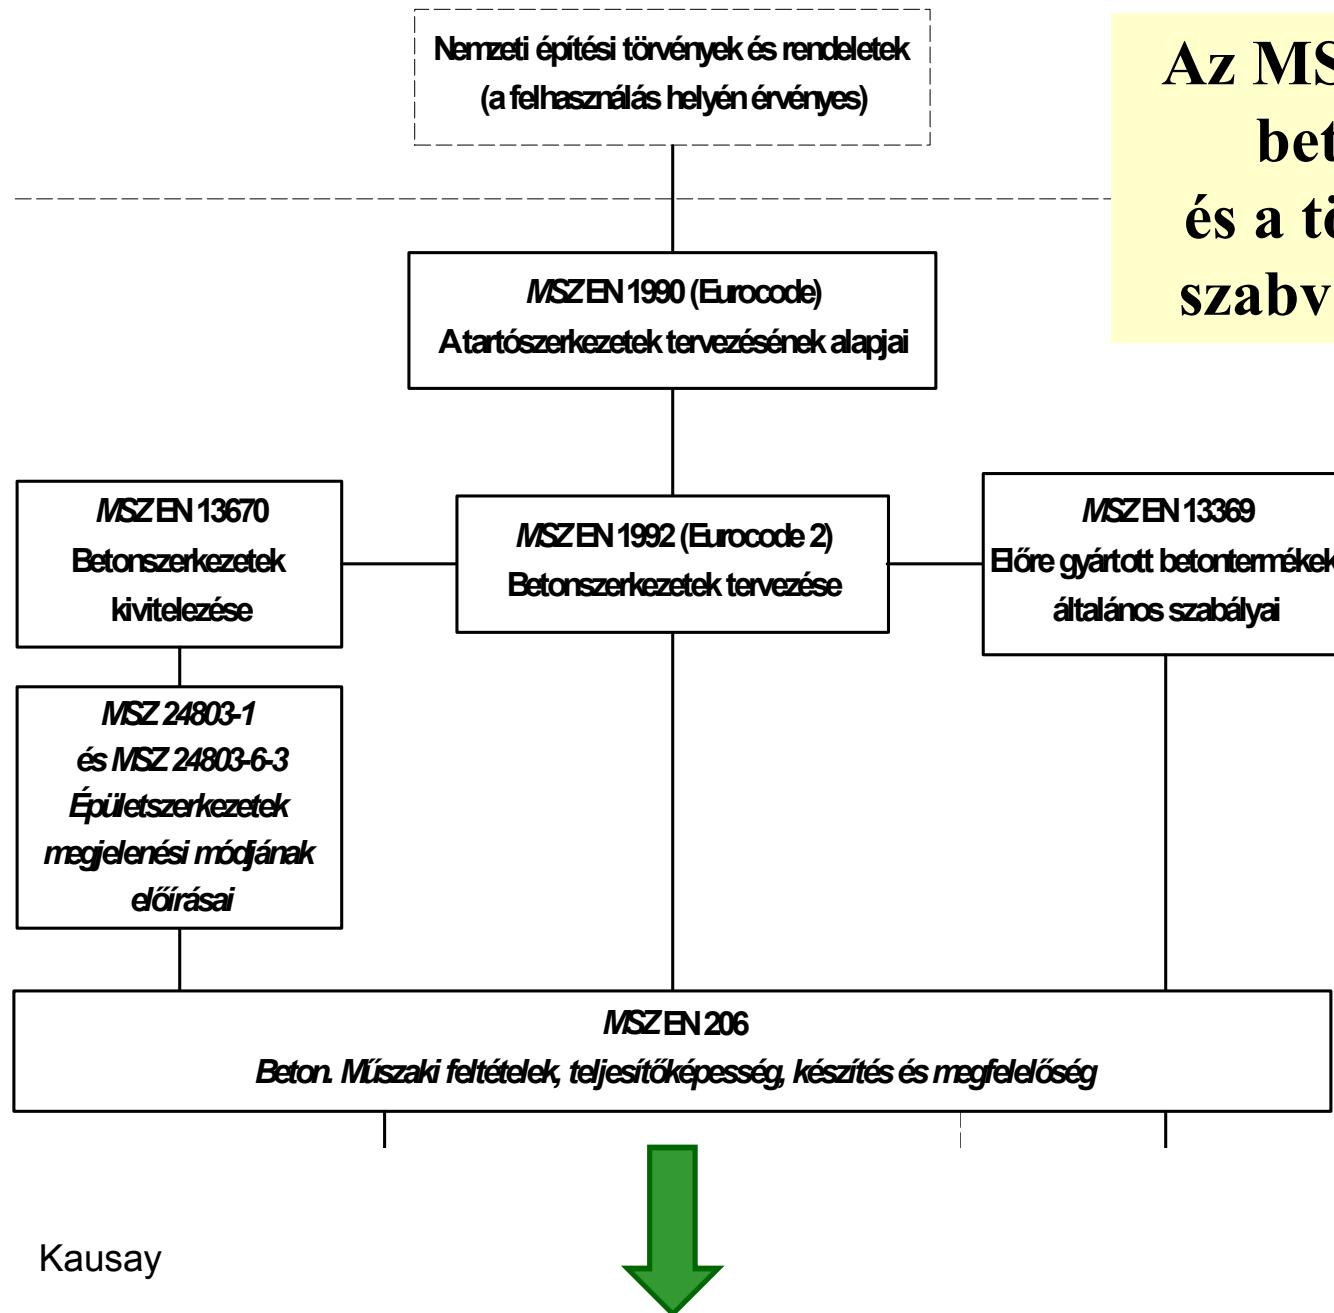 Nemzeti építési törvények és rendeletek
(a felhasználás helyén érvényes)
Az MS
bet
és a tö
szabv
MSZ EN 1990 (Eurocode)
A tartószerkezetek tervezésének alapjai
MSZ EN 13670
Betonszerkezetek
kivitelezése
MSZ EN 1992 (Eurocode 2)
Betonszerkezetek tervezése
MSZ EN 13369
Előre gyártott betontermékek
általános szabályai
MSZ 24803-1
és MSZ 24803-6-3
Épületszerkezetek
megjelenési módjának
előírásai
MSZ EN 206
Beton. Műszaki feltételek, teljesítőképesség, készítés és megfelelőség
Kausay